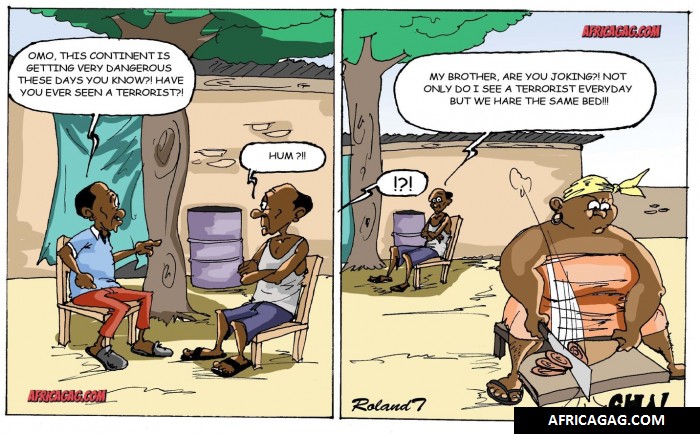 OMO, THIS CONTINENT IS
GETTING VERY DANGEROUS
THESE DAYS YOU KNOW?! HAVE
YOU EVER SEEN A TERRORIST?!
HUM ?!!
AFRICAGAG.COM
AFRICAGAG.COM
MY BROTHER, ARE YOU JOKING?! NOT
ONLY DO I SEE A TERRORIST EVERYDAY
BUT WE HARE THE SAME BED!!!
!?!
Roland T
AFRICAGAG.COM